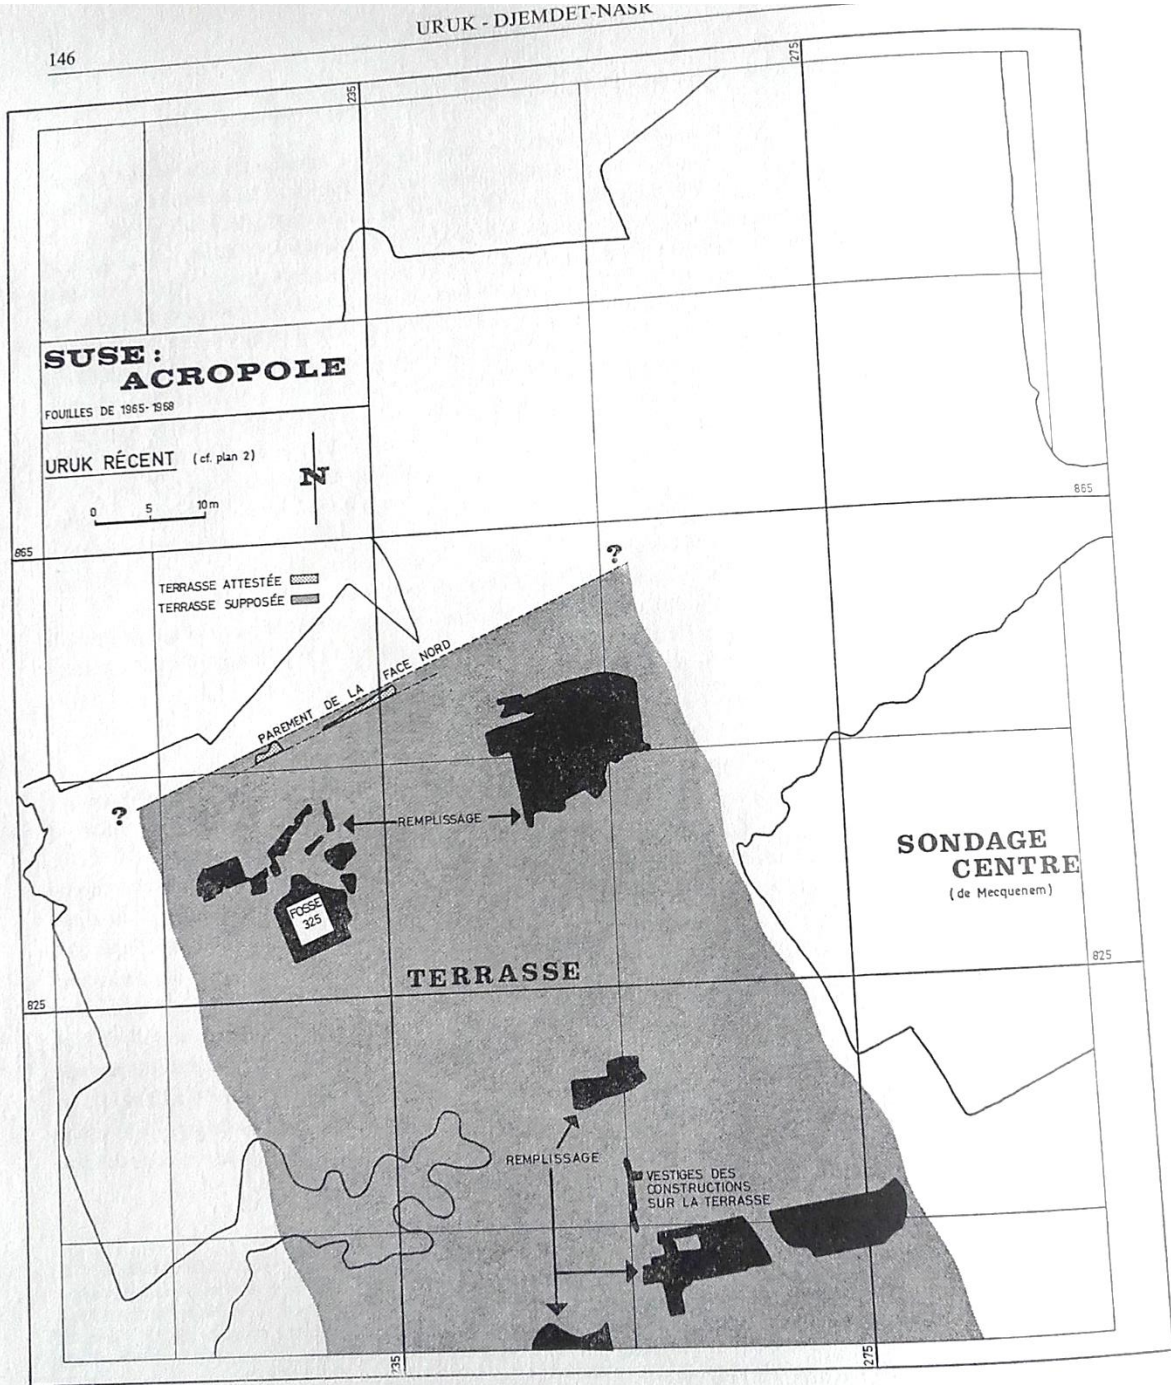 URUK - DJEMDET-NASR
146
235
275
SUSE :
ACROPOLE
FOUILLES DE 1965-1968
URUK RÉCENT (cf. plan 2)
N
0 5 10m
865
865
TERRASSE ATTESTÉE
TERRASSE SUPPOSÉE
?
PAREMENT DE LA FACE NORD
?
REMPLISSAGE
SONDAGE
CENTRE
(de Mecquenem)
FOSSE
325
TERRASSE
825
825
REMPLISSAGE
VESTIGES DES
CONSTRUCTIONS
SUR LA TERRASSE
235
275